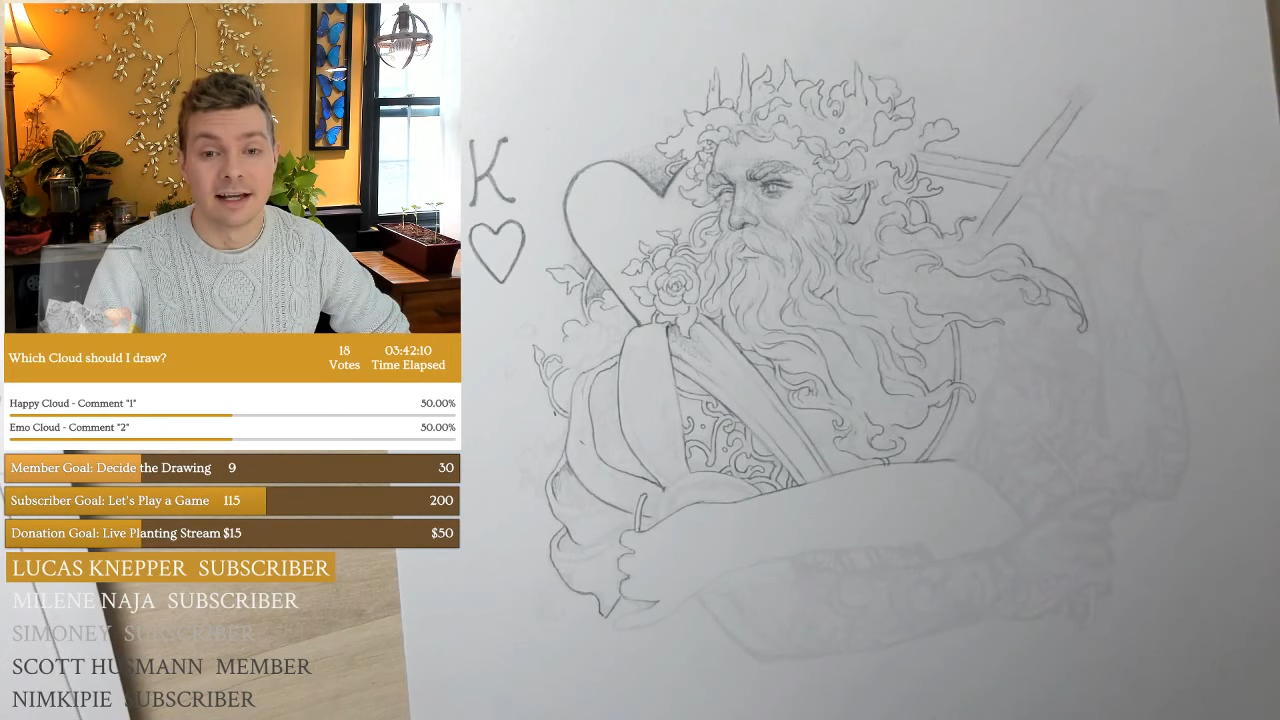 Which Cloud should I draw?
18 Votes
03:42:10 Time Elapsed
Happy Cloud - Comment "1" 50.00%
Emo Cloud - Comment "2" 50.00%
Member Goal: Decide the Drawing 9 30
Subscriber Goal: Let's Play a Game 115 200
Donation Goal: Live Planting Stream $15 $50
LUCAS KNEPPER SUBSCRIBER
MILENE NAJA SUBSCRIBER
SIMONEY SUBSCRIBER
SCOTT HUSMANN MEMBER
NIMKIPIE SUBSCRIBER
K